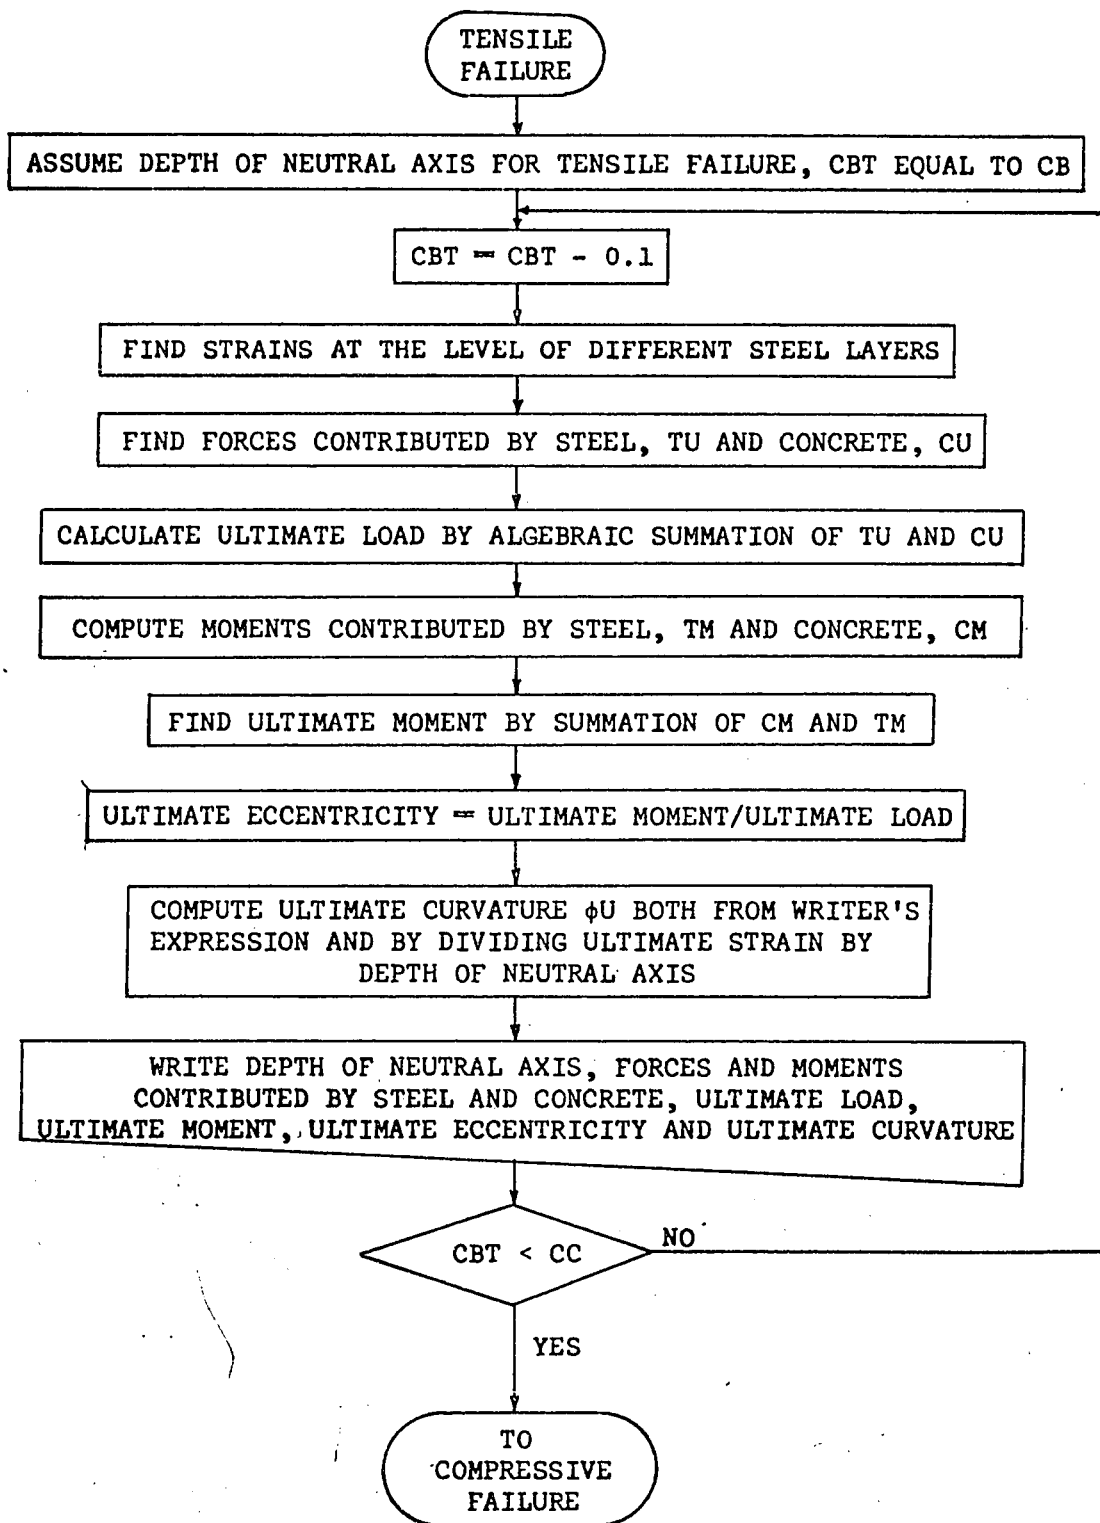 TENSILE
FAILURE
ASSUME DEPTH OF NEUTRAL AXIS FOR TENSILE FAILURE, CBT EQUAL TO CB
CBT = CBT - 0.1
FIND STRAINS AT THE LEVEL OF DIFFERENT STEEL LAYERS
FIND FORCES CONTRIBUTED BY STEEL, TU AND CONCRETE, CU
CALCULATE ULTIMATE LOAD BY ALGEBRAIC SUMMATION OF TU AND CU
COMPUTE MOMENTS CONTRIBUTED BY STEEL, TM AND CONCRETE, CM
FIND ULTIMATE MOMENT BY SUMMATION OF CM AND TM
ULTIMATE ECCENTRICITY = ULTIMATE MOMENT/ULTIMATE LOAD
COMPUTE ULTIMATE CURVATURE ϕU BOTH FROM WRITER'S
EXPRESSION AND BY DIVIDING ULTIMATE STRAIN BY
DEPTH OF NEUTRAL AXIS
WRITE DEPTH OF NEUTRAL AXIS, FORCES AND MOMENTS
CONTRIBUTED BY STEEL AND CONCRETE, ULTIMATE LOAD,
ULTIMATE MOMENT, ULTIMATE ECCENTRICITY AND ULTIMATE CURVATURE
CBT < CC
NO
YES
TO
COMPRESSIVE
FAILURE